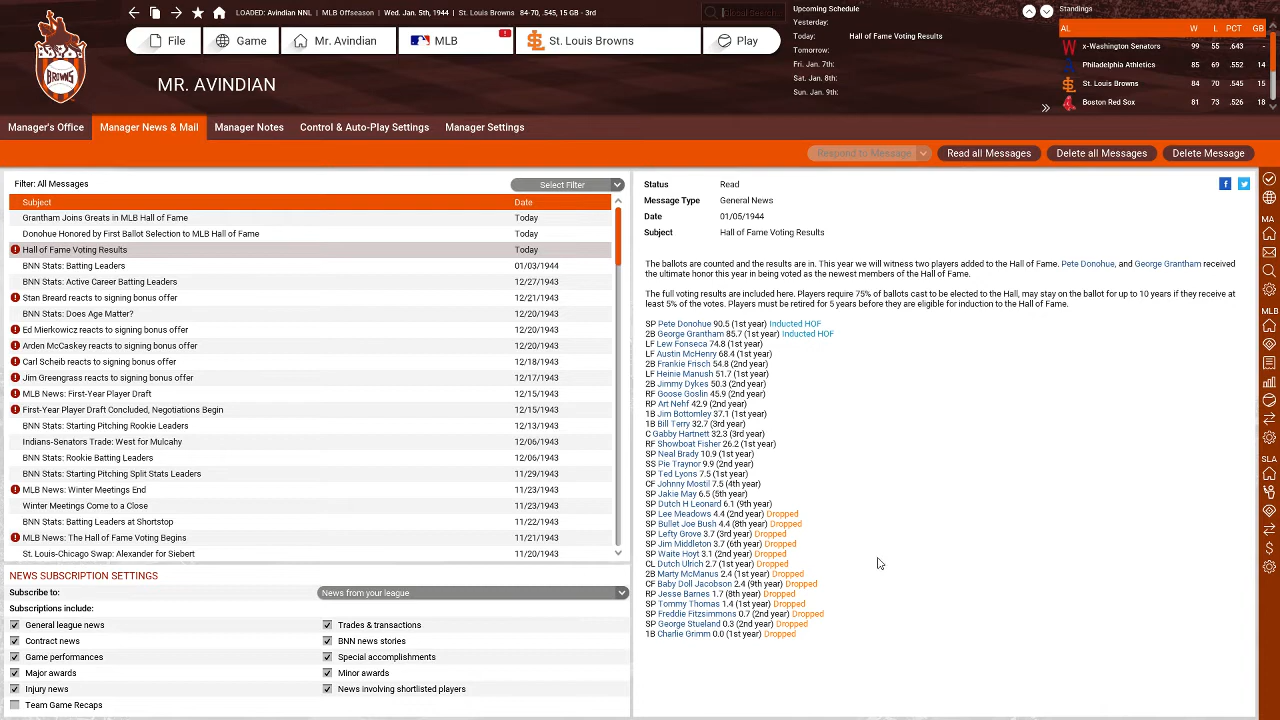 LOADED: Avindian NNL | MLB Offseason | Wed. Jan. 5th, 1944 | St. Louis Browns 84-70, .545, 15 GB - 3rd
Global Search...
File Game Mr. Avindian MLB St. Louis Browns Play
BROWNS
MR. AVINDIAN
Upcoming Schedule
Yesterday:
Today: Hall of Fame Voting Results
Tomorrow:
Fri. Jan. 7th:
Sat. Jan. 8th:
Sun. Jan. 9th:
Standings
AL W L PCT GB
x-Washington Senators 99 55 .643 -
Philadelphia Athletics 85 69 .552 14
St. Louis Browns 84 70 .545 15
Boston Red Sox 81 73 .526 18
Manager's Office Manager News & Mail Manager Notes Control & Auto-Play Settings Manager Settings
Respond to Message Read all Messages Delete all Messages Delete Message
Filter: All Messages Select Filter
Subject Date
Grantham Joins Greats in MLB Hall of Fame Today
Donohue Honored by First Ballot Selection to MLB Hall of Fame Today
Hall of Fame Voting Results Today
BNN Stats: Batting Leaders 01/03/1944
BNN Stats: Active Career Batting Leaders 12/27/1943
Stan Breard reacts to signing bonus offer 12/21/1943
BNN Stats: Does Age Matter? 12/20/1943
Ed Mierkowicz reacts to signing bonus offer 12/20/1943
Arden McCaskey reacts to signing bonus offer 12/20/1943
Carl Scheib reacts to signing bonus offer 12/18/1943
Jim Greengrass reacts to signing bonus offer 12/17/1943
MLB News: First-Year Player Draft 12/15/1943
First-Year Player Draft Concluded, Negotiations Begin 12/15/1943
BNN Stats: Starting Pitching Rookie Leaders 12/13/1943
Indians-Senators Trade: West for Mulcahy 12/06/1943
BNN Stats: Rookie Batting Leaders 12/06/1943
BNN Stats: Starting Pitching Split Stats Leaders 11/29/1943
MLB News: Winter Meetings End 11/23/1943
Winter Meetings Come to a Close 11/23/1943
BNN Stats: Batting Leaders at Shortstop 11/22/1943
MLB News: The Hall of Fame Voting Begins 11/21/1943
St. Louis-Chicago Swap: Alexander for Siebert 11/20/1943
NEWS SUBSCRIPTION SETTINGS
Subscribe to: News from your league
Subscriptions include:
General league news Trades & transactions
Contract news BNN news stories
Game performances Special accomplishments
Major awards Minor awards
Injury news News involving shortlisted players
Team Game Recaps
Status Read
Message Type General News
Date 01/05/1944
Subject Hall of Fame Voting Results
The ballots are counted and the results are in. This year we will witness two players added to the Hall of Fame. Pete Donohue, and George Grantham received
the ultimate honor this year in being voted as the newest members of the Hall of Fame.
The full voting results are included here. Players require 75% of ballots cast to be elected to the Hall, may stay on the ballot for up to 10 years if they receive at
least 5% of the votes. Players must be retired for 5 years before they are eligible for induction to the Hall of Fame.
SP Pete Donohue 90.5 (1st year) Inducted HOF
2B George Grantham 85.7 (1st year) Inducted HOF
LF Lew Fonseca 74.8 (1st year)
LF Austin McHenry 68.4 (1st year)
2B Frankie Frisch 54.8 (2nd year)
LF Heinie Manush 51.7 (1st year)
2B Jimmy Dykes 50.3 (2nd year)
RF Goose Goslin 45.9 (2nd year)
RP Art Nehf 42.9 (2nd year)
1B Jim Bottomley 37.1 (1st year)
1B Bill Terry 32.7 (3rd year)
C Gabby Hartnett 32.3 (3rd year)
RF Showboat Fisher 26.2 (1st year)
SP Neal Brady 10.9 (1st year)
SS Pie Traynor 9.9 (2nd year)
SP Ted Lyons 7.5 (1st year)
CF Johnny Mostil 7.5 (4th year)
SP Jakie May 6.5 (5th year)
SP Dutch H Leonard 6.1 (9th year)
SP Lee Meadows 4.4 (2nd year) Dropped
SP Bullet Joe Bush 4.4 (8th year) Dropped
SP Lefty Grove 3.7 (3rd year) Dropped
SP Jim Middleton 3.7 (6th year) Dropped
SP Waite Hoyt 3.1 (2nd year) Dropped
CL Dutch Ulrich 2.7 (1st year) Dropped
2B Marty McManus 2.4 (1st year) Dropped
CF Baby Doll Jacobson 2.4 (9th year) Dropped
RP Jesse Barnes 1.7 (8th year) Dropped
SP Tommy Thomas 1.4 (1st year) Dropped
SP Freddie Fitzsimmons 0.7 (2nd year) Dropped
SP George Stueland 0.3 (2nd year) Dropped
1B Charlie Grimm 0.0 (1st year) Dropped
MA
MLB
SLA